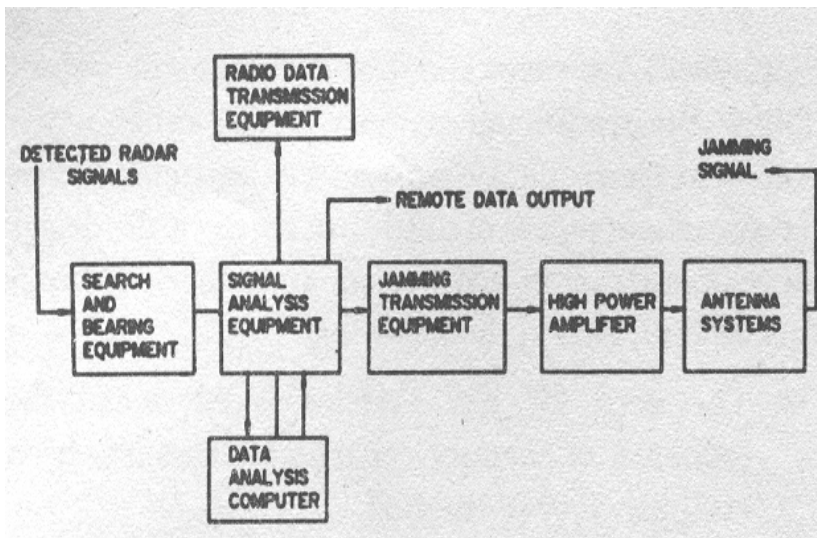 RADIO DATA
TRANSMISSION
EQUIPMENT
DETECTED RADAR
SIGNALS
JAMMING
SIGNAL
REMOTE DATA OUTPUT
SEARCH
AND
BEARING
EQUIPMENT
SIGNAL
ANALYSIS
EQUIPMENT
JAMMING
TRANSMISSION
EQUIPMENT
HIGH POWER
AMPLIFIER
ANTENNA
SYSTEMS
DATA
ANALYSIS
COMPUTER